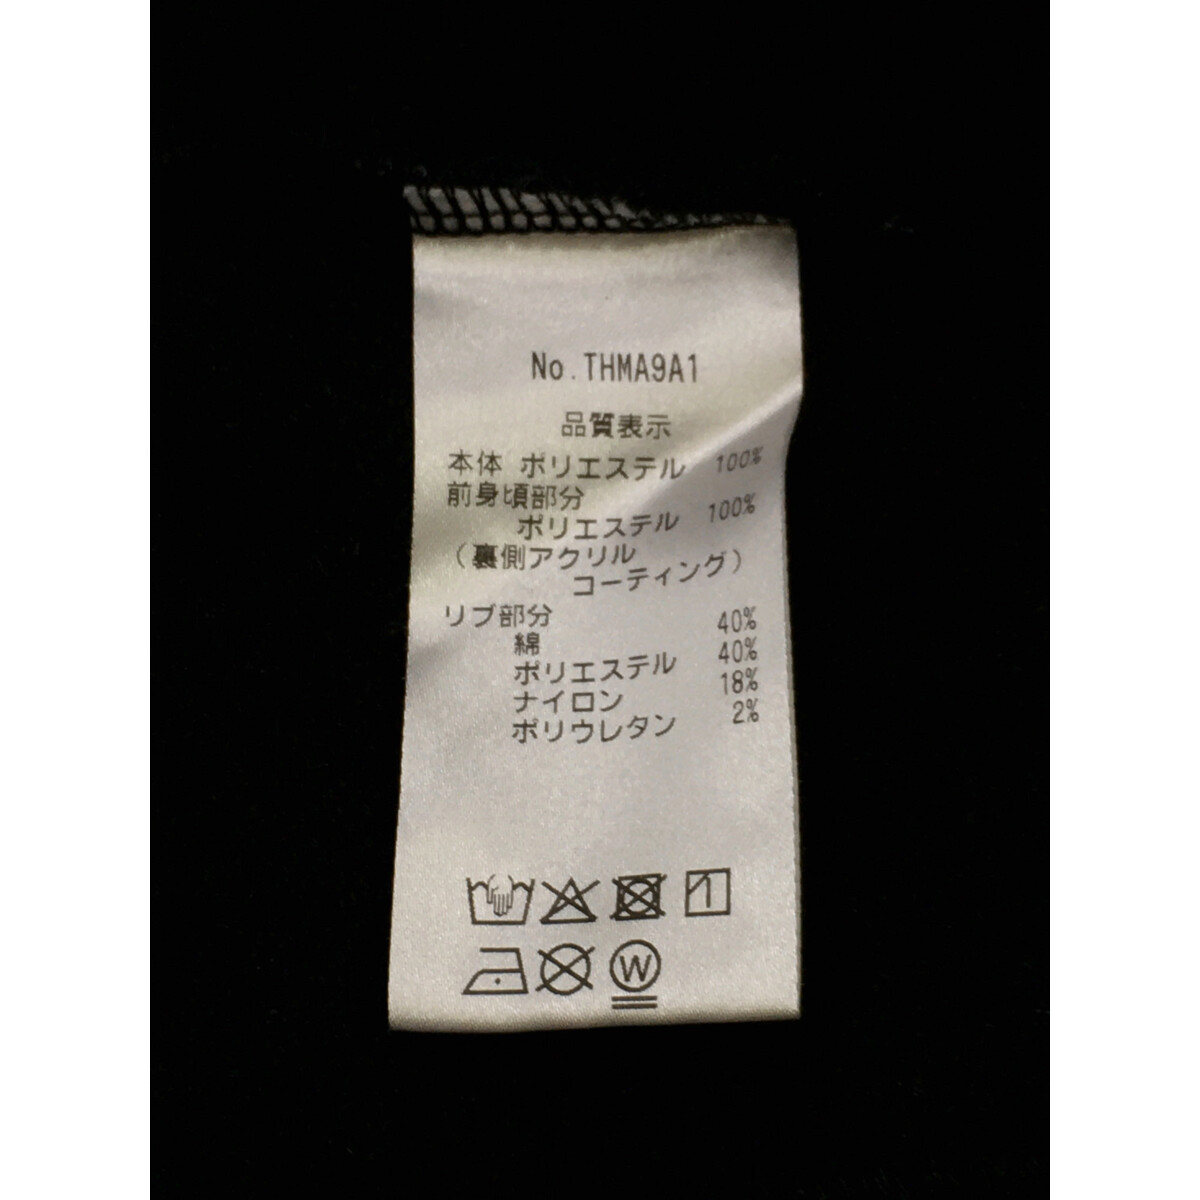 No.THMA9A1
品質表示
本体 ポリエステル 100%
前身頃部分
ポリエステル 100%
(裏側アクリル
コーティング)
リブ部分
綿 40%
ポリエステル 40%
ナイロン 18%
ポリウレタン 2%
W